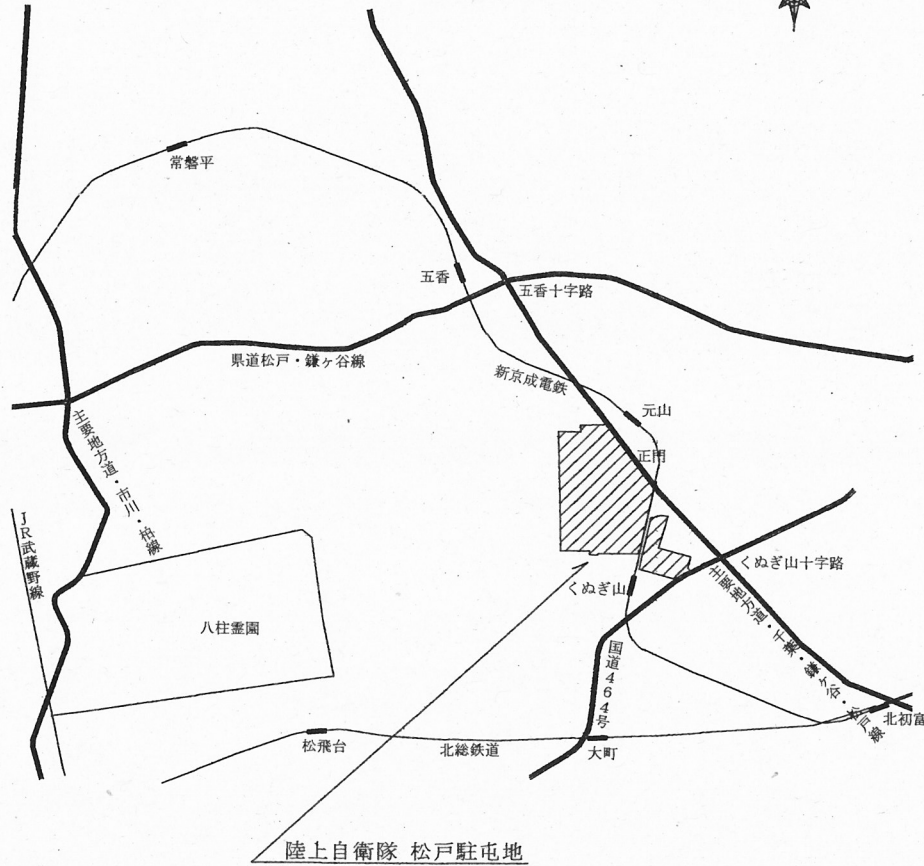 常磐平
五香
五香十字路
県道松戸・鎌ヶ谷線
新京成電鉄
元山
正門
主要地方道・市川・柏線
JR武蔵野線
くぬぎ山十字路
くぬぎ山
主要地方道・千葉・鎌ヶ谷・松戸線
八柱霊園
国道464号
北初富
松飛台
北総鉄道
大町
陸上自衛隊 松戸駐屯地